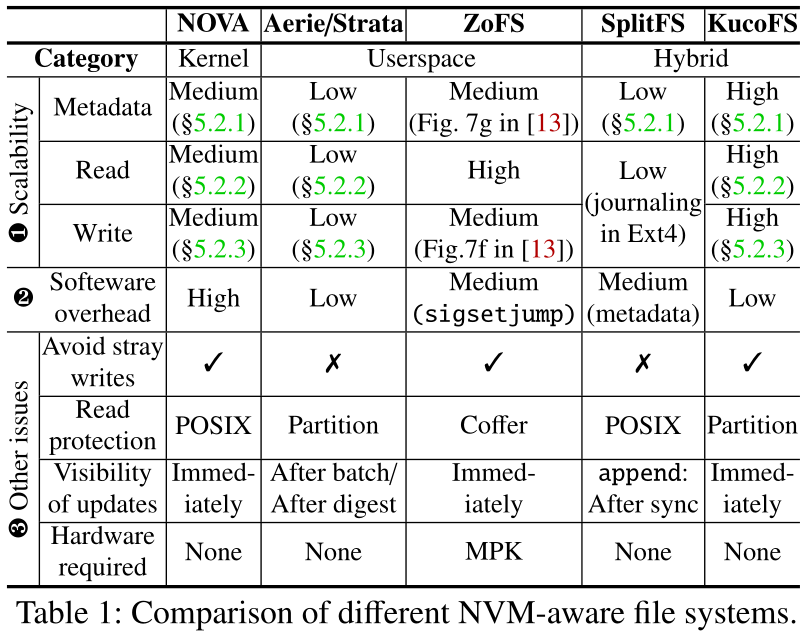 NOVA Aerie/Strata ZoFS SplitFS KucoFS
Category Kernel Userspace Hybrid
❶ Scalability
Metadata Medium (§5.2.1) Low (§5.2.1) Medium (Fig. 7g in [13]) Low (§5.2.1) High (§5.2.1)
Read Medium (§5.2.2) Low (§5.2.2) High Low (journaling in Ext4) High (§5.2.2)
Write Medium (§5.2.3) Low (§5.2.3) Medium (Fig.7f in [13]) High (§5.2.3)
❷ Softeware overhead High Low Medium (sigsetjump) Medium (metadata) Low
❸ Other issues
Avoid stray writes ✓ ✗ ✓ ✗ ✓
Read protection POSIX Partition Coffer POSIX Partition
Visibility of updates Immed-iately After batch/ After digest Immed-iately append: After sync Immed-iately
Hardware required None None MPK None None
Table 1: Comparison of different NVM-aware file systems.